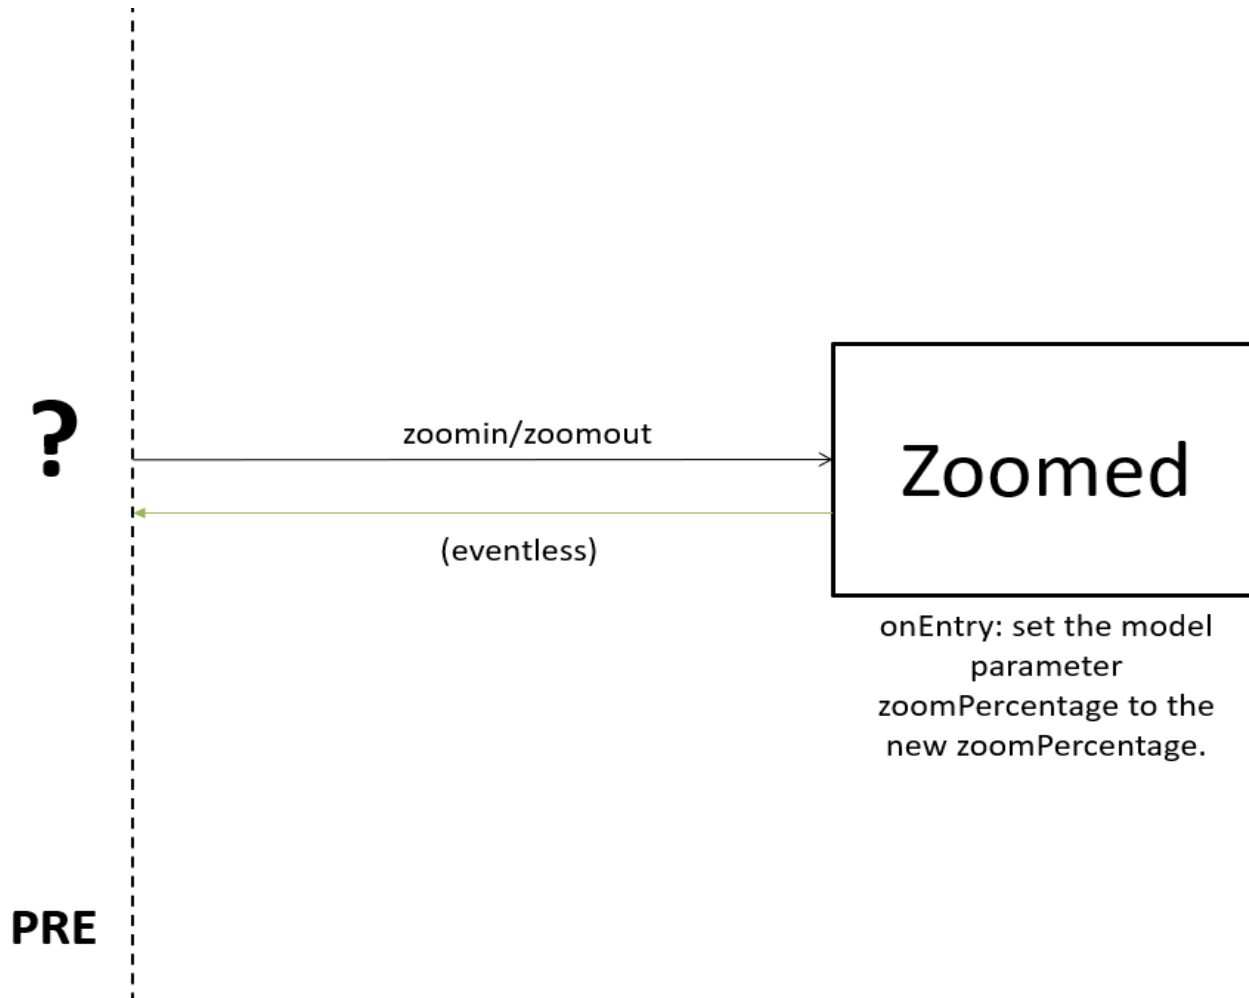 ?
zoomin/zoomout
Zoomed
(eventless)
onEntry: set the model
parameter
zoomPercentage to the
new zoomPercentage.
PRE